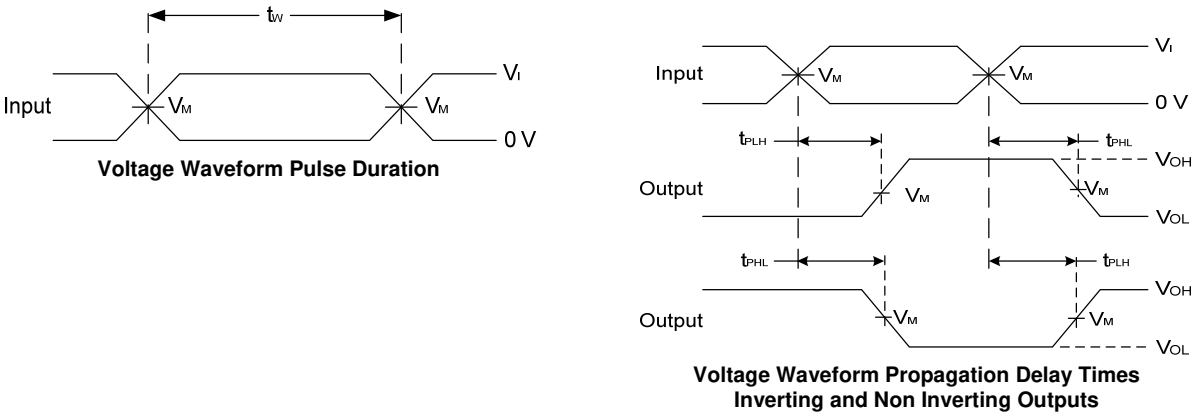 tW
Input
VM
VM
VI
0 V
Voltage Waveform Pulse Duration
Input
VM
VM
VI
0 V
tPLH
tPHL
Output
VM
VM
VOH
VOL
tPHL
tPLH
Output
VM
VM
VOH
VOL
Voltage Waveform Propagation Delay Times
Inverting and Non Inverting Outputs